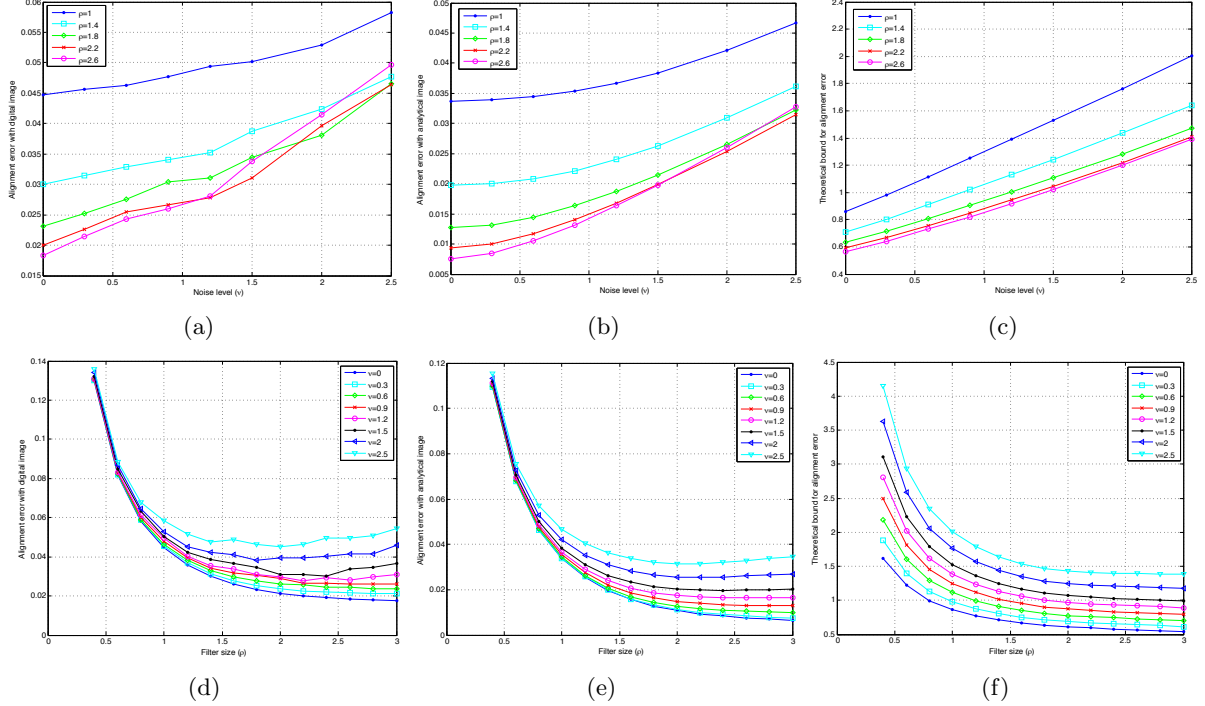 0.06
0.055
0.05
0.045
0.04
0.035
0.03
0.025
0.02
0.015
0
0.5
1
1.5
2
2.5
Noise level (ν)
Alignment error with digital image
ρ=1
ρ=1.4
ρ=1.8
ρ=2.2
ρ=2.6
(a)
0.05
0.045
0.04
0.035
0.03
0.025
0.02
0.015
0.01
0.005
0
0.5
1
1.5
2
2.5
Noise level (ν)
Alignment error with analytical image
ρ=1
ρ=1.4
ρ=1.8
ρ=2.2
ρ=2.6
(b)
2.4
2.2
2
1.8
1.6
1.4
1.2
1
0.8
0.6
0.4
0
0.5
1
1.5
2
2.5
Noise level (ν)
Theoretical bound for alignment error
ρ=1
ρ=1.4
ρ=1.8
ρ=2.2
ρ=2.6
(c)
0.14
0.12
0.1
0.08
0.06
0.04
0.02
0
0
0.5
1
1.5
2
2.5
3
Filter size (ρ)
Alignment error with digital image
ν=0
ν=0.3
ν=0.6
ν=0.9
ν=1.2
ν=1.5
ν=2
ν=2.5
(d)
0.12
0.1
0.08
0.06
0.04
0.02
0
0
0.5
1
1.5
2
2.5
3
Filter size (ρ)
Alignment error with analytical image
ν=0
ν=0.3
ν=0.6
ν=0.9
ν=1.2
ν=1.5
ν=2
ν=2.5
(e)
4.5
4
3.5
3
2.5
2
1.5
1
0.5
0
0.5
1
1.5
2
2.5
3
Filter size (ρ)
Theoretical bound for alignment error
ν=0
ν=0.3
ν=0.6
ν=0.9
ν=1.2
ν=1.5
ν=2
ν=2.5
(f)